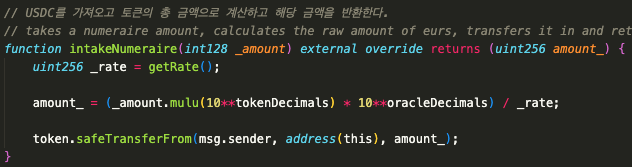 // USDC를 가져오고 토큰의 총 금액으로 계산하고 해당 금액을 반환한다.
// takes a numeraire amount, calculates the raw amount of eurs, transfers it in and ret
function intakeNumeraire(int128 _amount) external override returns (uint256 amount_) {
uint256 _rate = getRate();
amount_ = (_amount.mulu(10**tokenDecimals) * 10**oracleDecimals) / _rate;
token.safeTransferFrom(msg.sender, address(this), amount_);
}